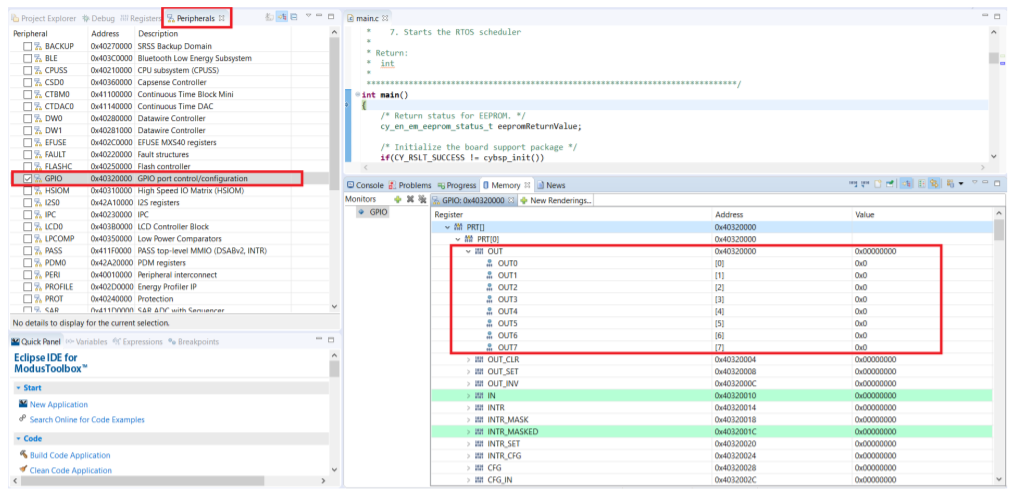 Project Explorer Debug Registers Peripherals
Peripheral Address Description
BACKUP 0x40270000 SRSS Backup Domain
BLE 0x403C0000 Bluetooth Low Energy Subsystem
CPUSS 0x40210000 CPU subsystem (CPUSS)
CSD0 0x40360000 Capsense Controller
CTBM0 0x41100000 Continuous Time Block Mini
CTDAC0 0x41140000 Continuous Time DAC
DW0 0x40280000 Datawire Controller
DW1 0x40281000 Datawire Controller
EFUSE 0x402C0000 EFUSE MXS40 registers
FAULT 0x40220000 Fault structures
FLASHC 0x40250000 Flash controller
GPIO 0x40320000 GPIO port control/configuration
HSIOM 0x40310000 High Speed IO Matrix (HSIOM)
I2S0 0x42A10000 I2S registers
IPC 0x40230000 IPC
LCD0 0x403B0000 LCD Controller Block
LPCOMP 0x40350000 Low Power Comparators
PASS 0x411F0000 PASS top-level MMIO (DSABv2, INTR)
PDM0 0x42A20000 PDM registers
PERI 0x40010000 Peripheral interconnect
PROFILE 0x402D0000 Energy Profiler IP
PROT 0x40240000 Protection
SAR 0x411D0000 SAR ADC with Sequencer
No details to display for the current selection.
Quick Panel Variables Expressions Breakpoints
Eclipse IDE for
ModusToolbox™
Start
New Application
Search Online for Code Examples
Code
Build Code Application
Clean Code Application
main.c
* 7. Starts the RTOS scheduler
*
* Return:
* int
*
*******************************************************************************/
int main()
{
/* Return status for EEPROM. */
cy_en_em_eeprom_status_t eepromReturnValue;
/* Initialize the board support package */
if(CY_RSLT_SUCCESS != cybsp_init())
Console Problems Progress Memory News
Monitors
GPIO
GPIO: 0x40320000 New Renderings...
Register Address Value
PRT[] 0x40320000
PRT[0] 0x40320000
OUT 0x40320000 0x00000000
OUT0 [0] 0x0
OUT1 [1] 0x0
OUT2 [2] 0x0
OUT3 [3] 0x0
OUT4 [4] 0x0
OUT5 [5] 0x0
OUT6 [6] 0x0
OUT7 [7] 0x0
OUT_CLR 0x40320004 0x00000000
OUT_SET 0x40320008 0x00000000
OUT_INV 0x4032000C 0x00000000
IN 0x40320010 0x00000000
INTR 0x40320014 0x00000000
INTR_MASK 0x40320018 0x00000000
INTR_MASKED 0x4032001C 0x00000000
INTR_SET 0x40320020 0x00000000
INTR_CFG 0x40320024 0x00000000
CFG 0x40320028 0x00000000
CFG_IN 0x4032002C 0x00000000